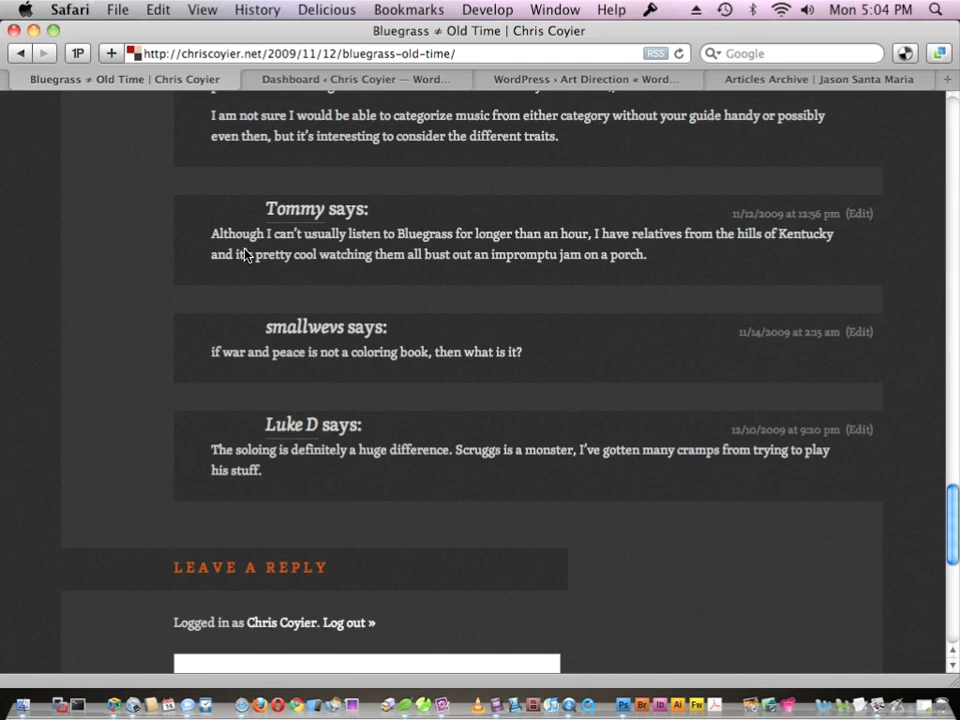 Safari File Edit View History Delicious Bookmarks Develop Window Help Mon 5:04 PM
Bluegrass ≠ Old Time | Chris Coyier
1P + http://chriscoyier.net/2009/11/12/bluegrass-old-time/ RSS Google
Bluegrass ≠ Old Time | Chris Coyier Dashboard ‹ Chris Coyier — Word... WordPress › Art Direction « Word... Articles Archive | Jason Santa Maria +
I am not sure I would be able to categorize music from either category without your guide handy or possibly
even then, but it's interesting to consider the different traits.
Tommy says:
11/12/2009 at 12:56 pm (Edit)
Although I can't usually listen to Bluegrass for longer than an hour, I have relatives from the hills of Kentucky
and it's pretty cool watching them all bust out an impromptu jam on a porch.
smallwevs says:
11/14/2009 at 2:15 am (Edit)
if war and peace is not a coloring book, then what is it?
Luke D says:
12/10/2009 at 9:20 pm (Edit)
The soloing is definitely a huge difference. Scruggs is a monster, I've gotten many cramps from trying to play
his stuff.
LEAVE A REPLY
Logged in as Chris Coyier. Log out »
Ps Br Id Ai Fw